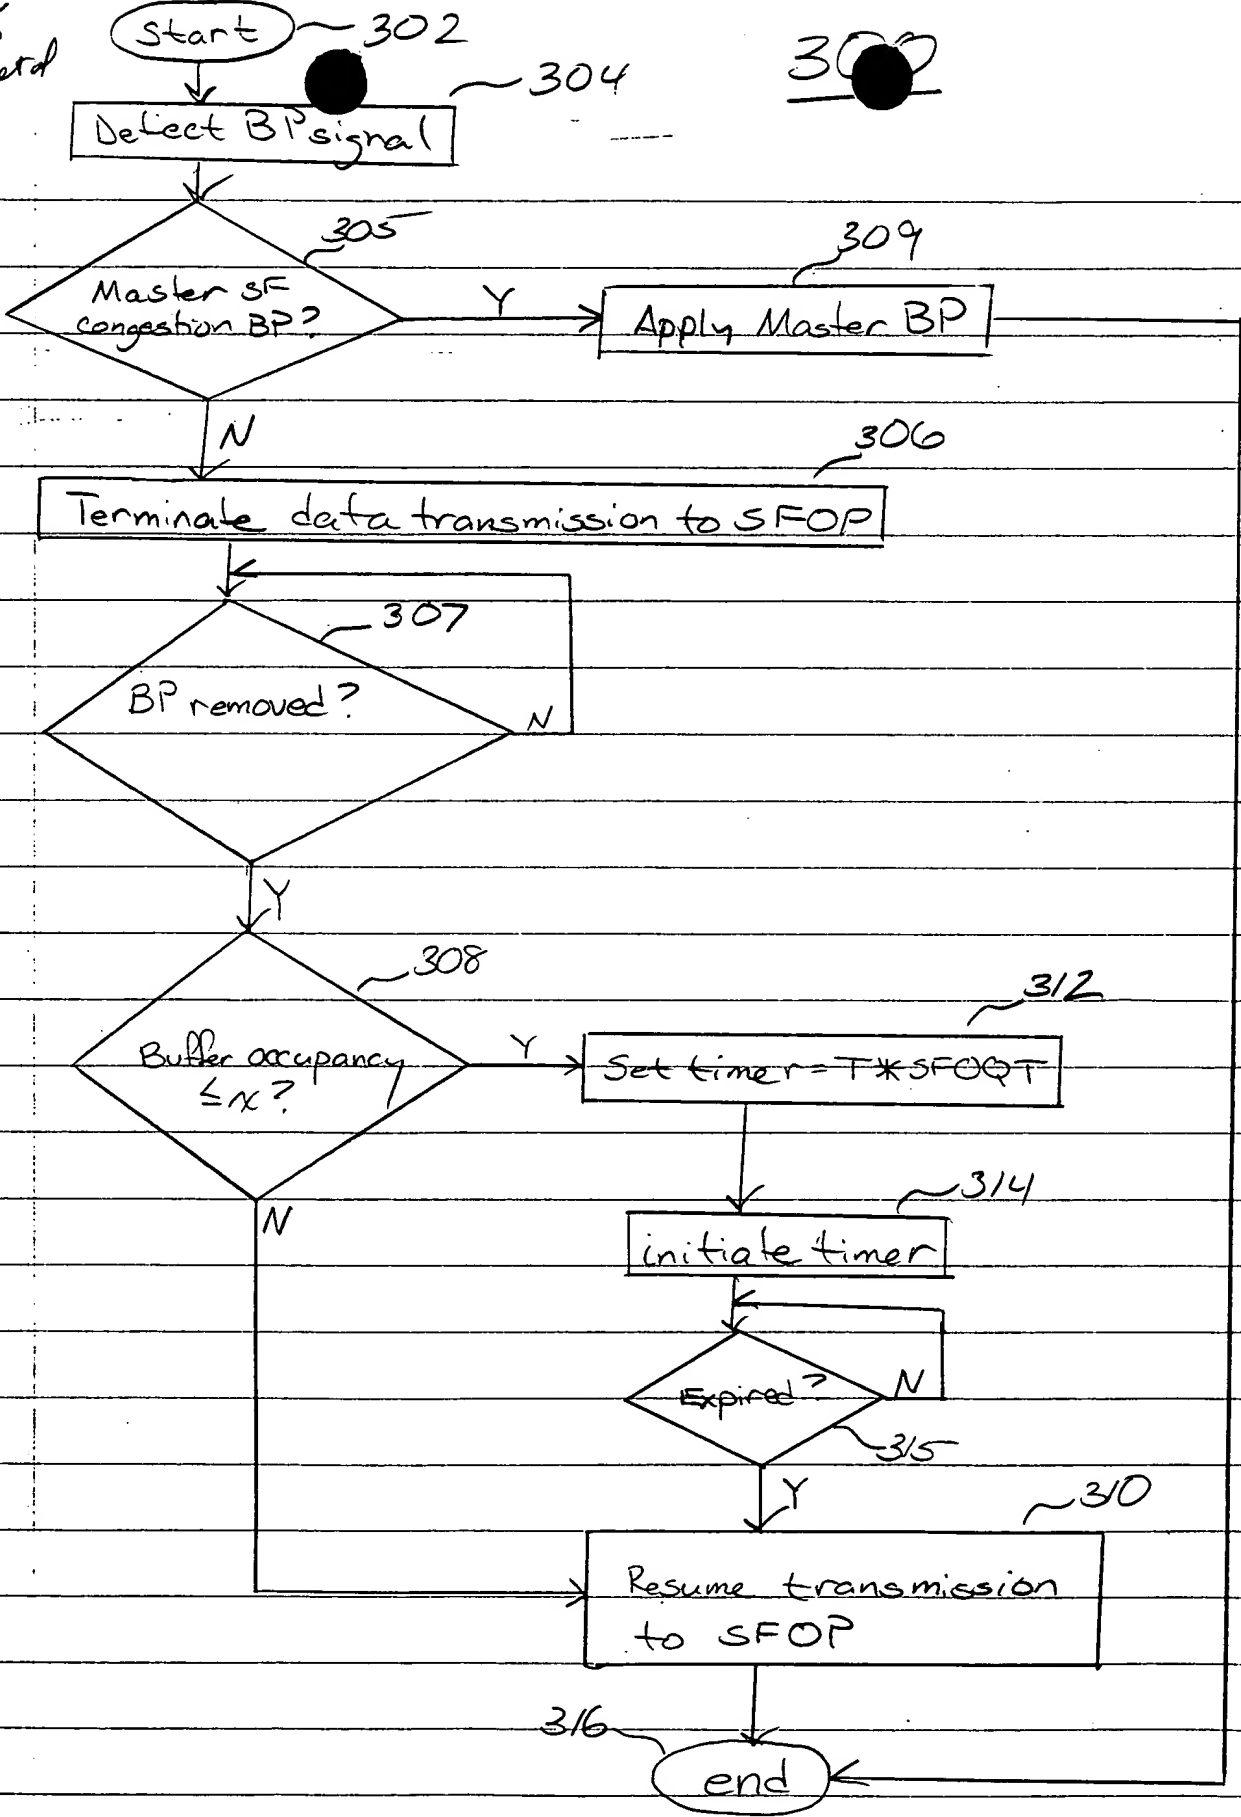 start
302
300
304
Detect BP signal
305
309
Master SF
congestion BP?
Y
Apply Master BP
N
306
Terminate data transmission to SFOP
307
BP removed?
N
Y
308
312
Buffer occupancy
≤ x?
Y
Set timer = T*SFOQT
314
N
initiate timer
Expired?
N
315
Y
310
Resume transmission
to SFOP
316
end